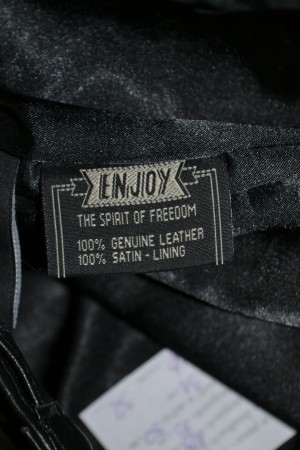 ENJOY
THE SPIRIT OF FREEDOM
100% GENUINE LEATHER
100% SATIN - LINING